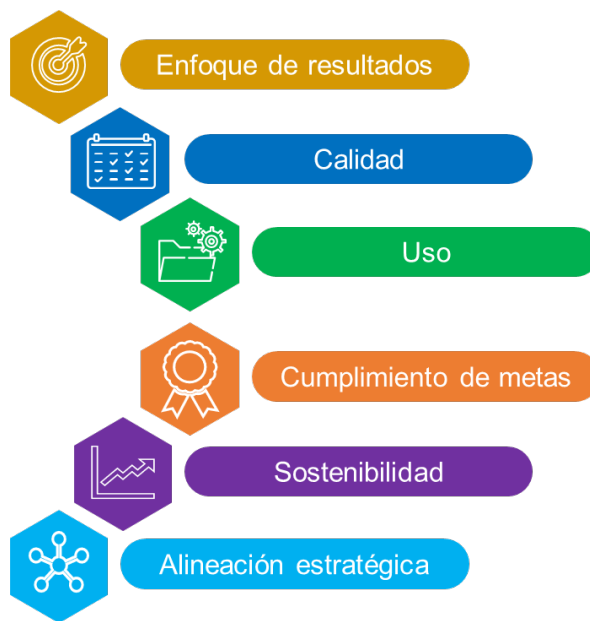 Enfoque de resultados
Calidad
Uso
Cumplimiento de metas
Sostenibilidad
Alineación estratégica